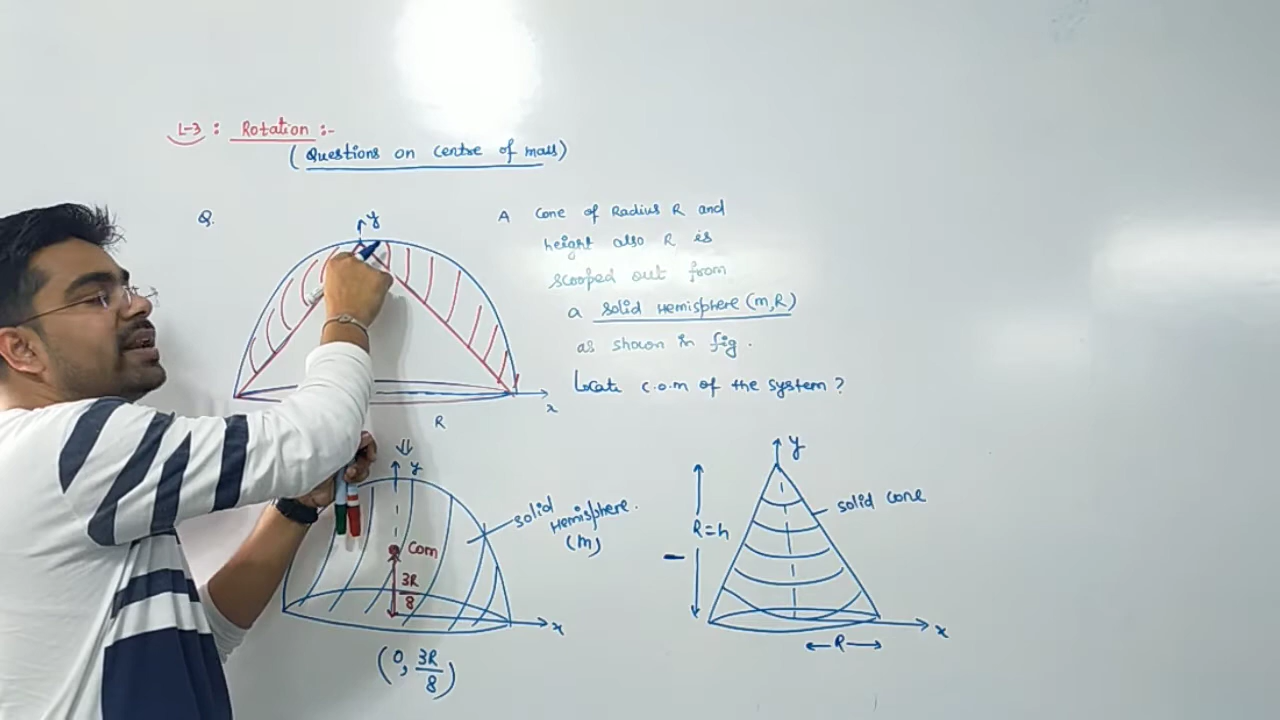 L-3 : Rotation :-
(Questions on centre of mass)
Q.
y
A cone of Radius R and
height also R is
scooped out from
a solid Hemisphere (m,R)
as shown in fig.
Locate C.O.M of the system?
x
R
⇓
y
solid
Hemisphere.
(m)
Com
3R/8
x
(0, 3R/8)
y
solid cone
R=h
-
x
R